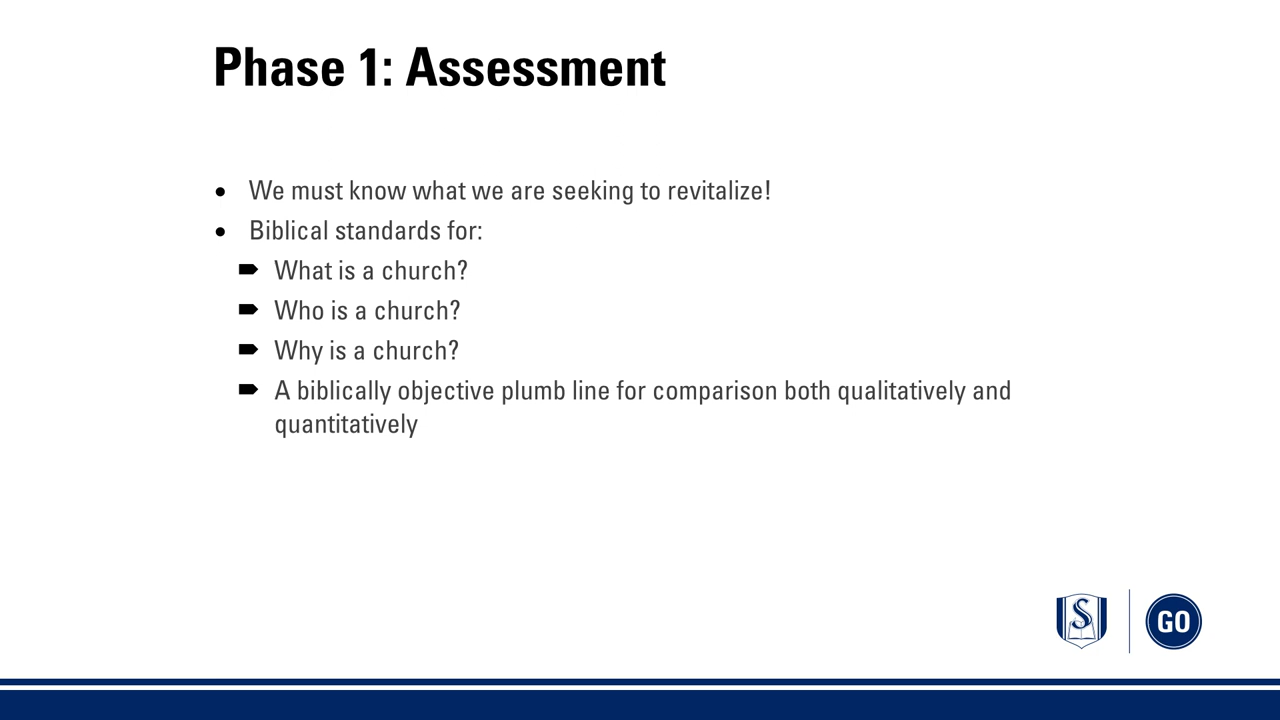 Phase 1: Assessment
• We must know what we are seeking to revitalize!
• Biblical standards for:
What is a church?
Who is a church?
Why is a church?
A biblically objective plumb line for comparison both qualitatively and
quantitatively
S
GO